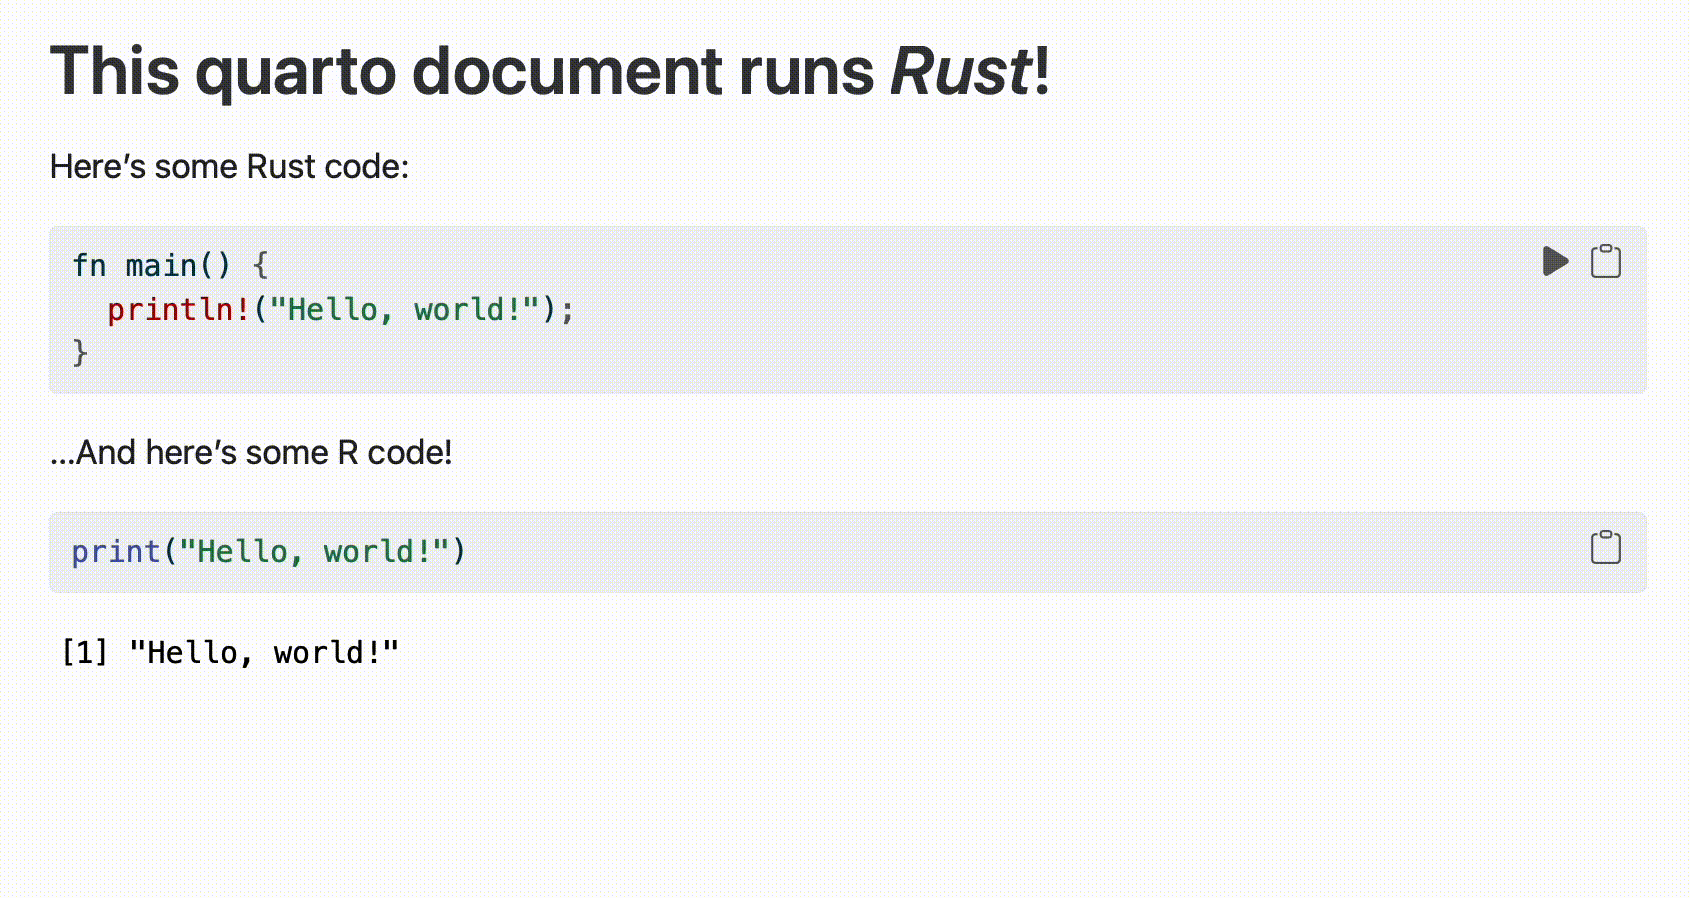 This quarto document runs Rust!
Here’s some Rust code:
fn main() {
  println!("Hello, world!");
}
…And here’s some R code!
print("Hello, world!")
[1] "Hello, world!"